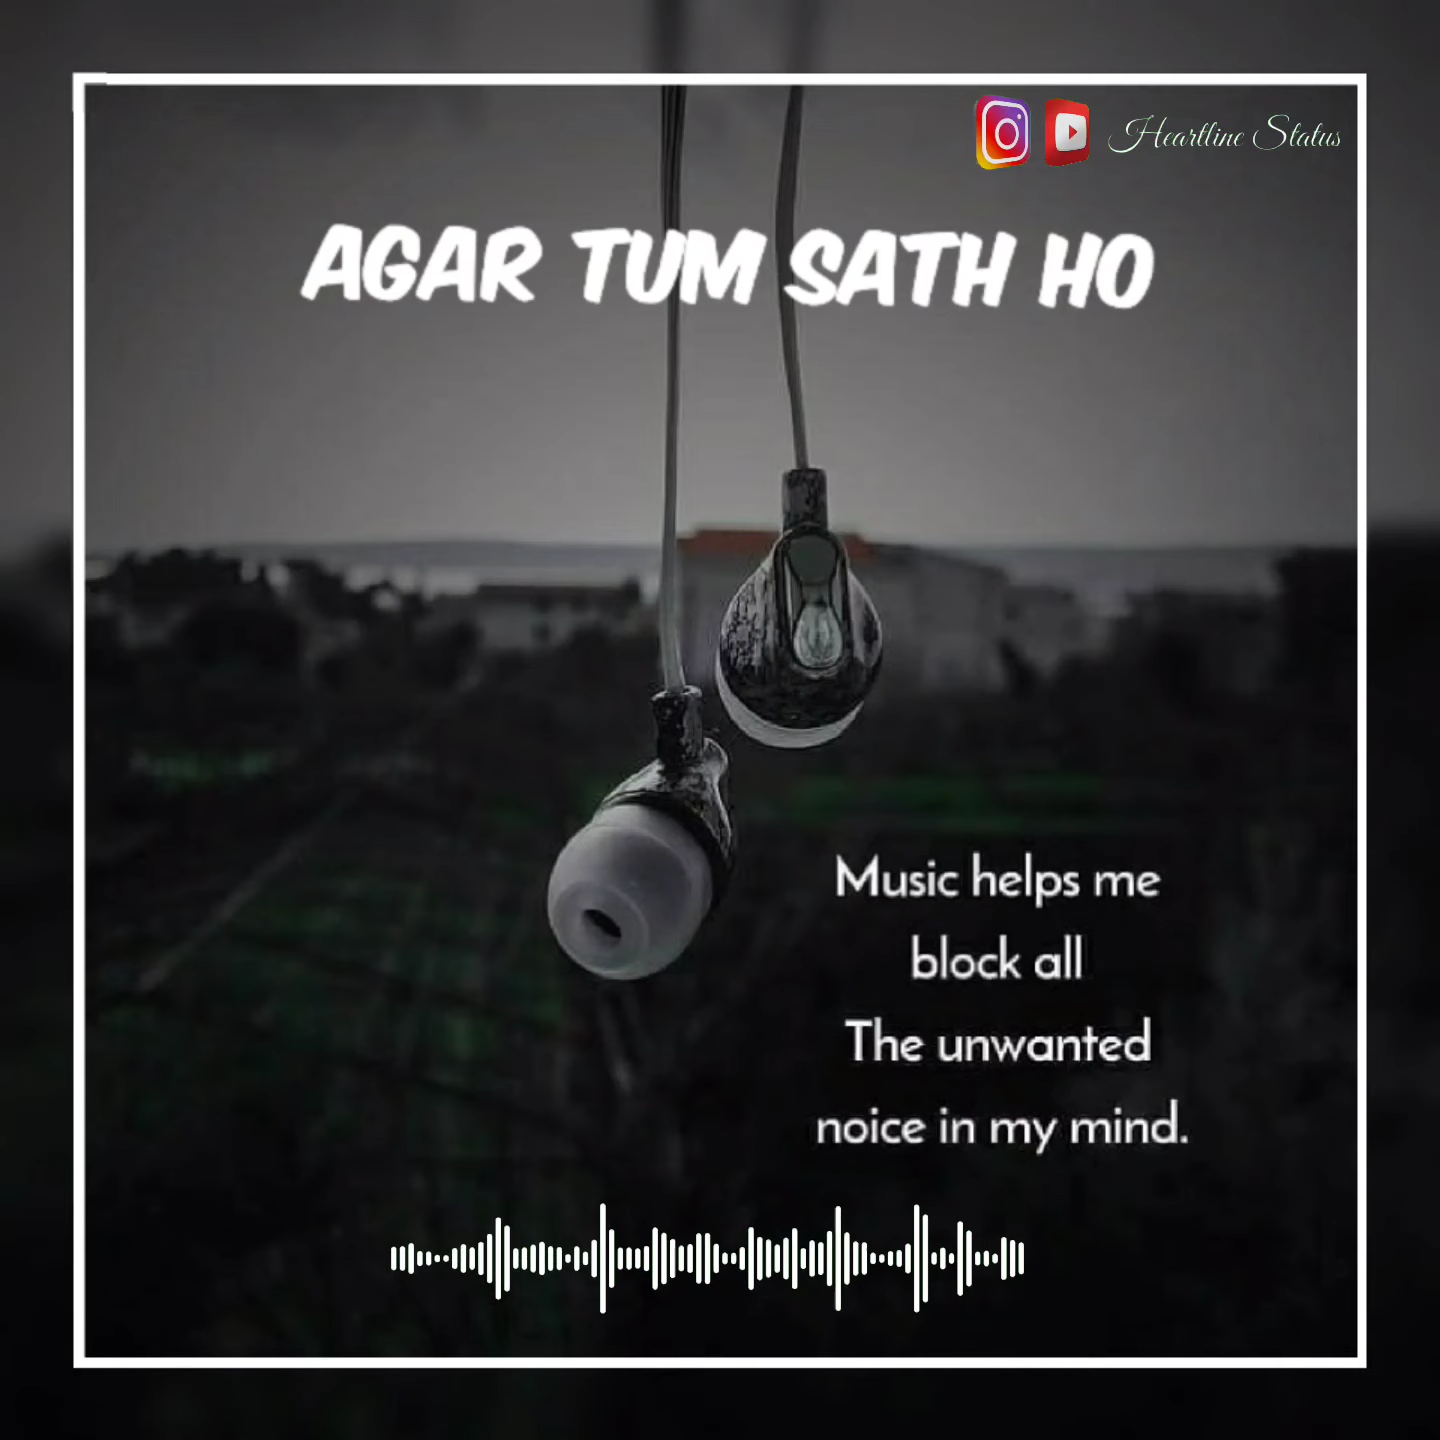 Heartline Status
AGAR TUM SATH HO
Music helps me
block all
The unwanted
noice in my mind.